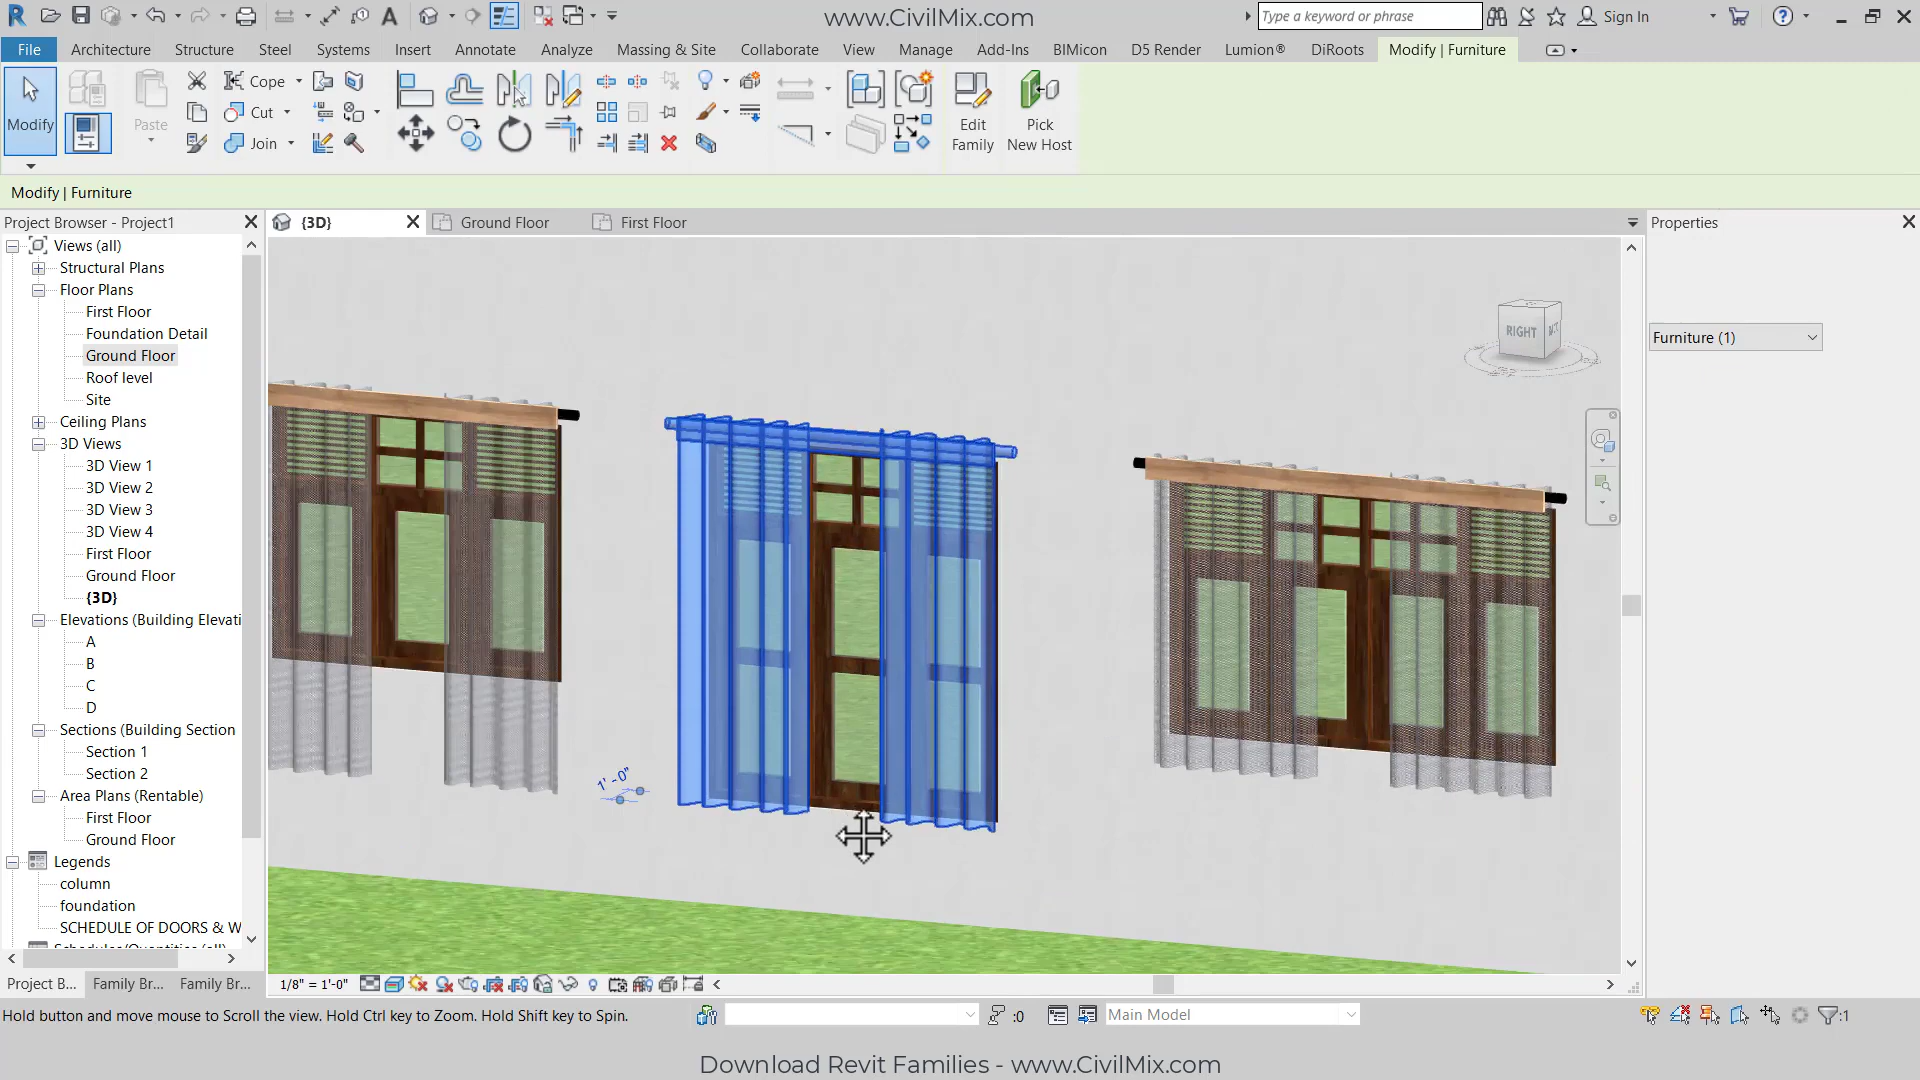 www.CivilMix.com
Type a keyword or phrase
Sign In
File
Architecture
Structure
Steel
Systems
Insert
Annotate
Analyze
Massing & Site
Collaborate
View
Manage
Add-Ins
BIMicon
D5 Render
Lumion®
DiRoots
Modify | Furniture
Modify
Paste
Cope
Cut
Join
Edit
Family
Pick
New Host
Modify | Furniture
Project Browser - Project1
{3D}
Ground Floor
First Floor
Properties
Views (all)
Structural Plans
Floor Plans
First Floor
Foundation Detail
Ground Floor
Roof level
Site
Ceiling Plans
3D Views
3D View 1
3D View 2
3D View 3
3D View 4
First Floor
Ground Floor
{3D}
Elevations (Building Elevati
A
B
C
D
Sections (Building Section
Section 1
Section 2
Area Plans (Rentable)
First Floor
Ground Floor
Legends
column
foundation
SCHEDULE OF DOORS & W
Schedules/Quantities (all)
RIGHT
Furniture (1)
1' -0"
Project B...
Family Br...
Family Br...
1/8" = 1'-0"
Hold button and move mouse to Scroll the view. Hold Ctrl key to Zoom. Hold Shift key to Spin.
:0
Main Model
:1
Download Revit Families - www.CivilMix.com